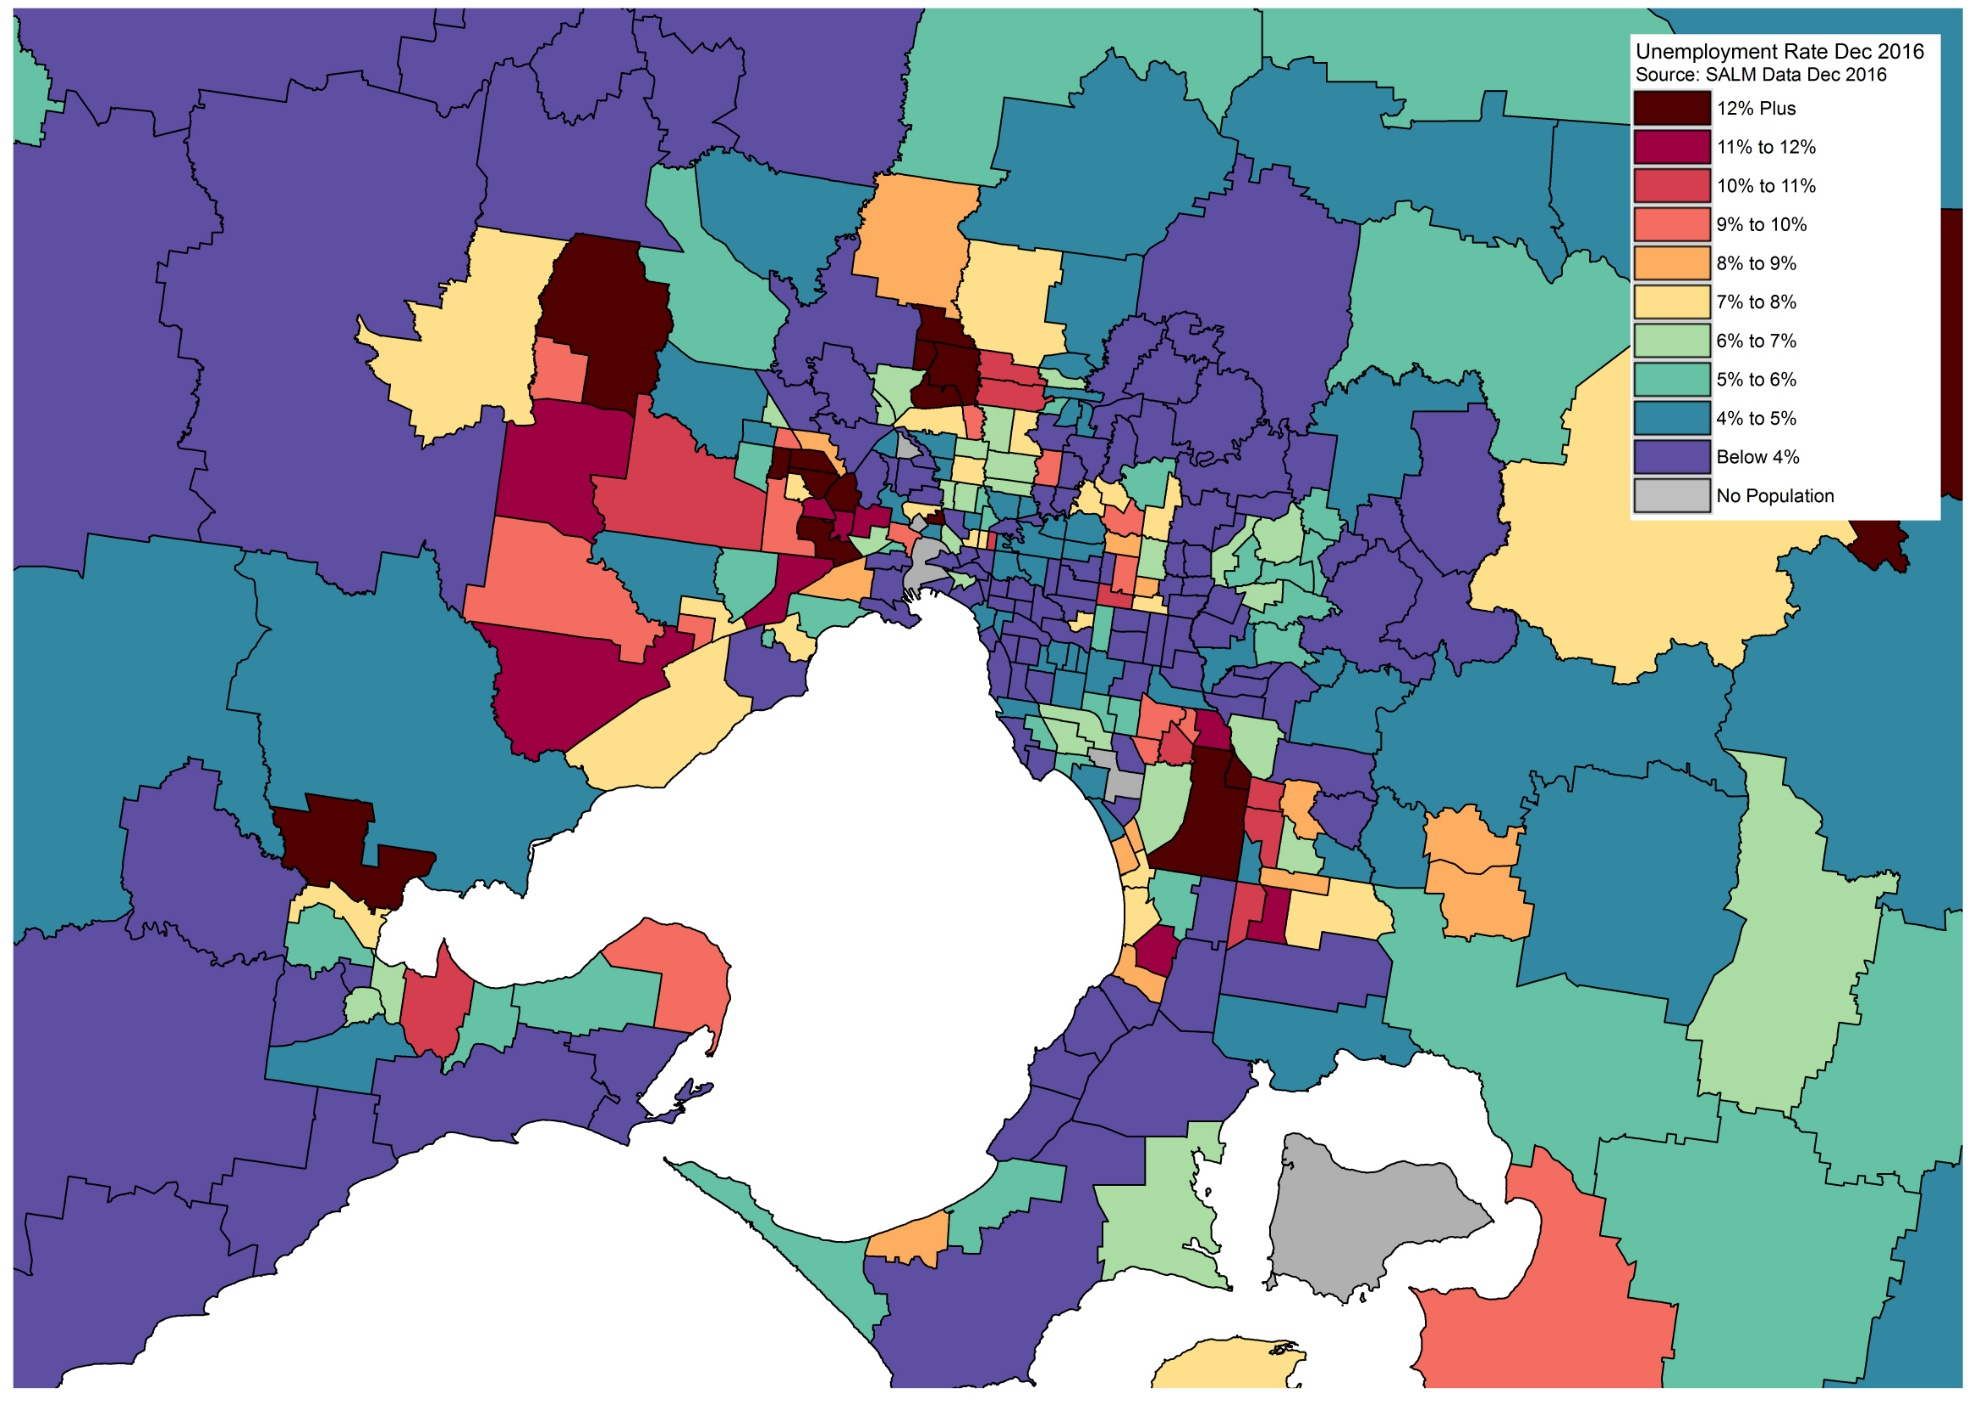 Unemployment Rate Dec 2016
Source: SALM Data Dec 2016
12% Plus
11% to 12%
10% to 11%
9% to 10%
8% to 9%
7% to 8%
6% to 7%
5% to 6%
4% to 5%
Below 4%
No Population